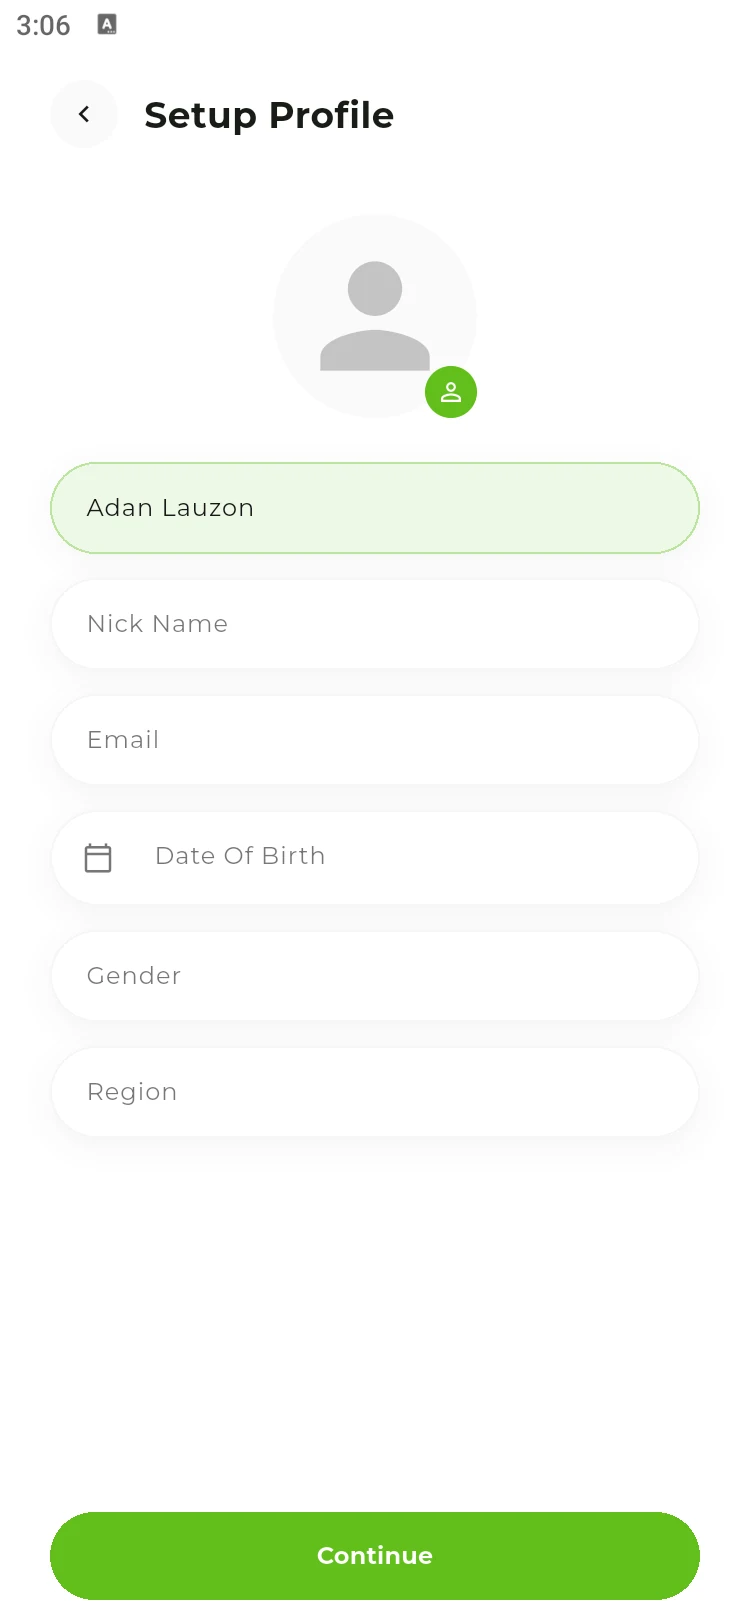 3:06
Setup Profile
Adan Lauzon
Nick Name
Email
Date Of Birth
Gender
Region
Continue